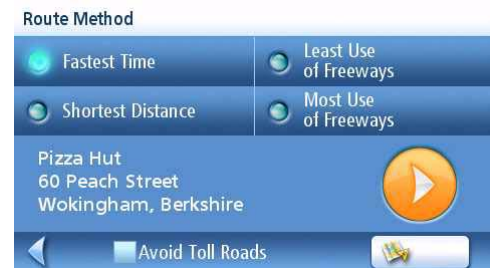 Route Method
Fastest Time
Least Use
of Freeways
Shortest Distance
Most Use
of Freeways
Pizza Hut
60 Peach Street
Wokingham, Berkshire
Avoid Toll Roads